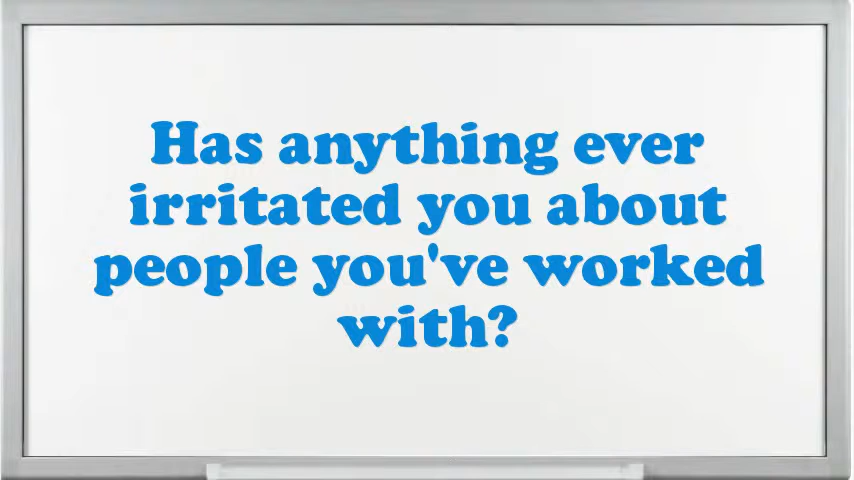 Has anything ever
irritated you about
people you've worked
with?